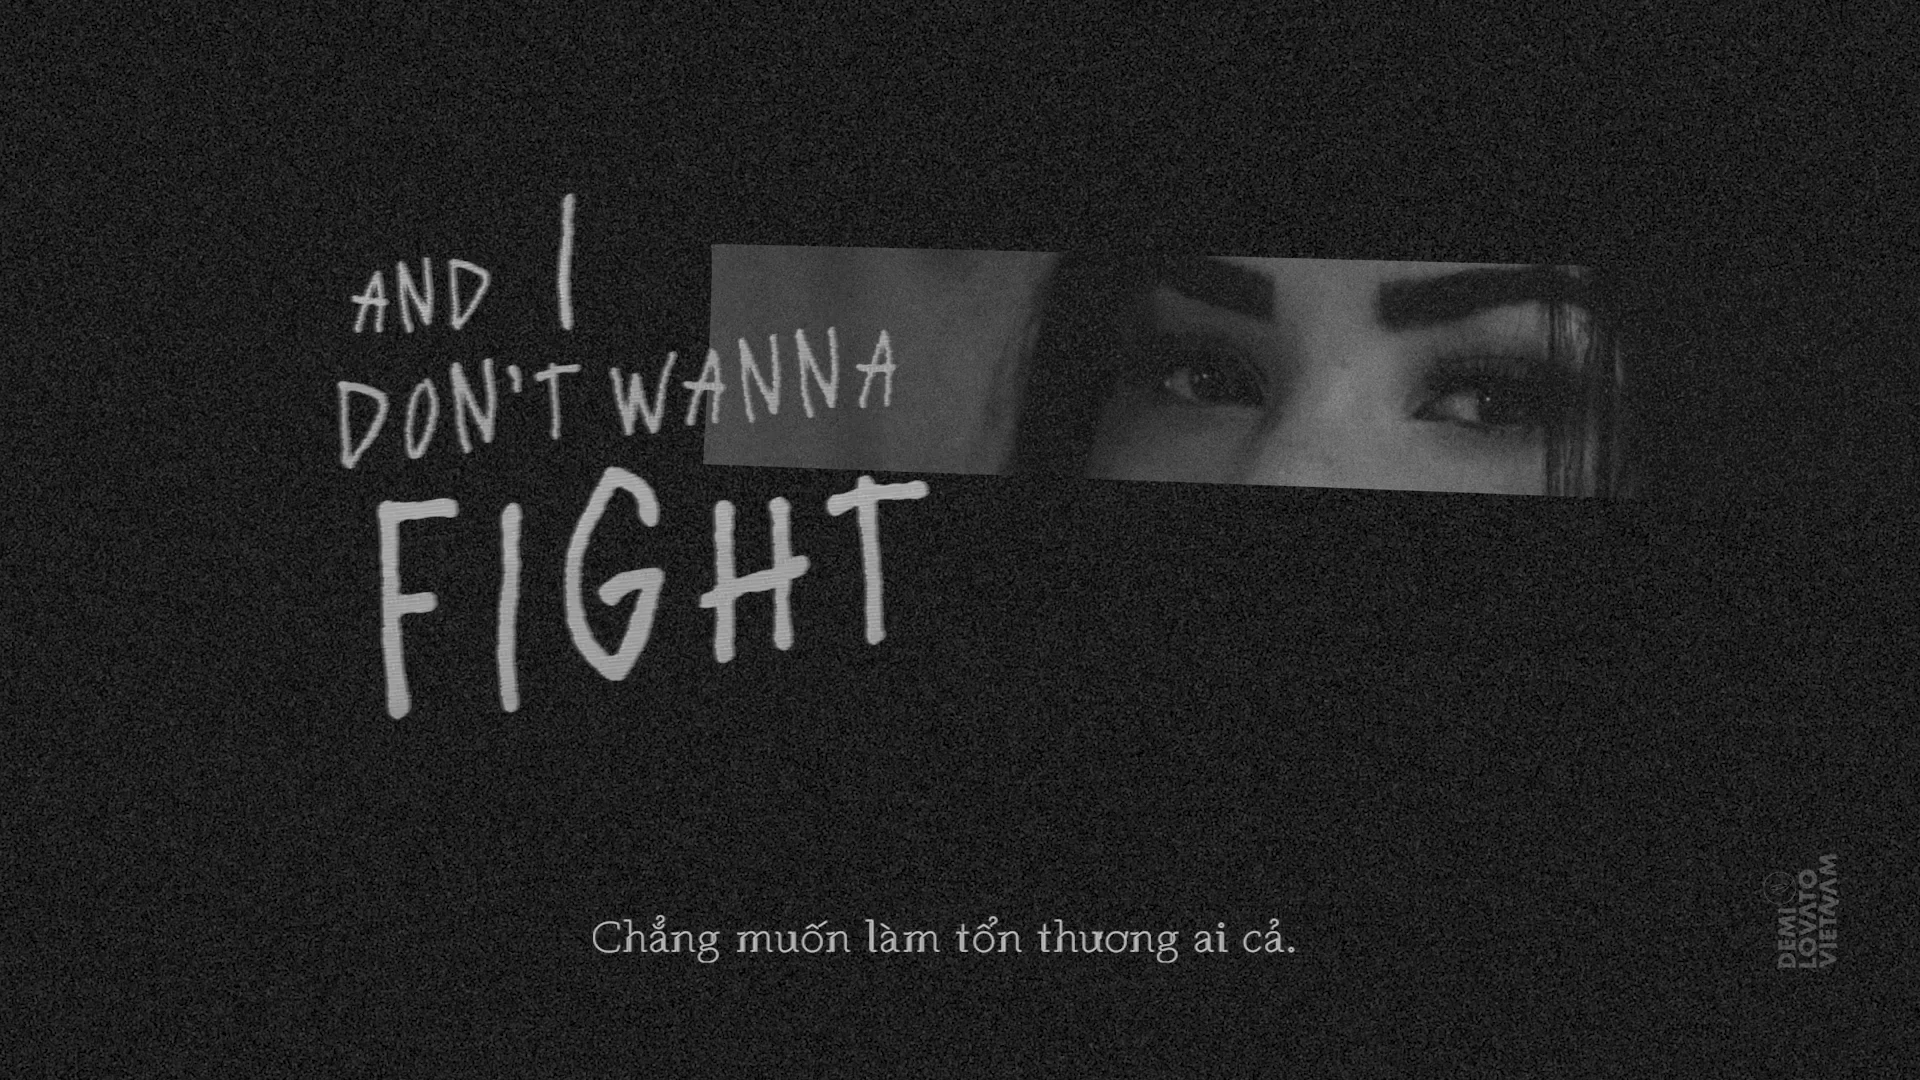 AND I
DON'T WANNA
FIGHT
Chẳng muốn làm tổn thương ai cả.
DEMI
LOVATO
VIETNAM